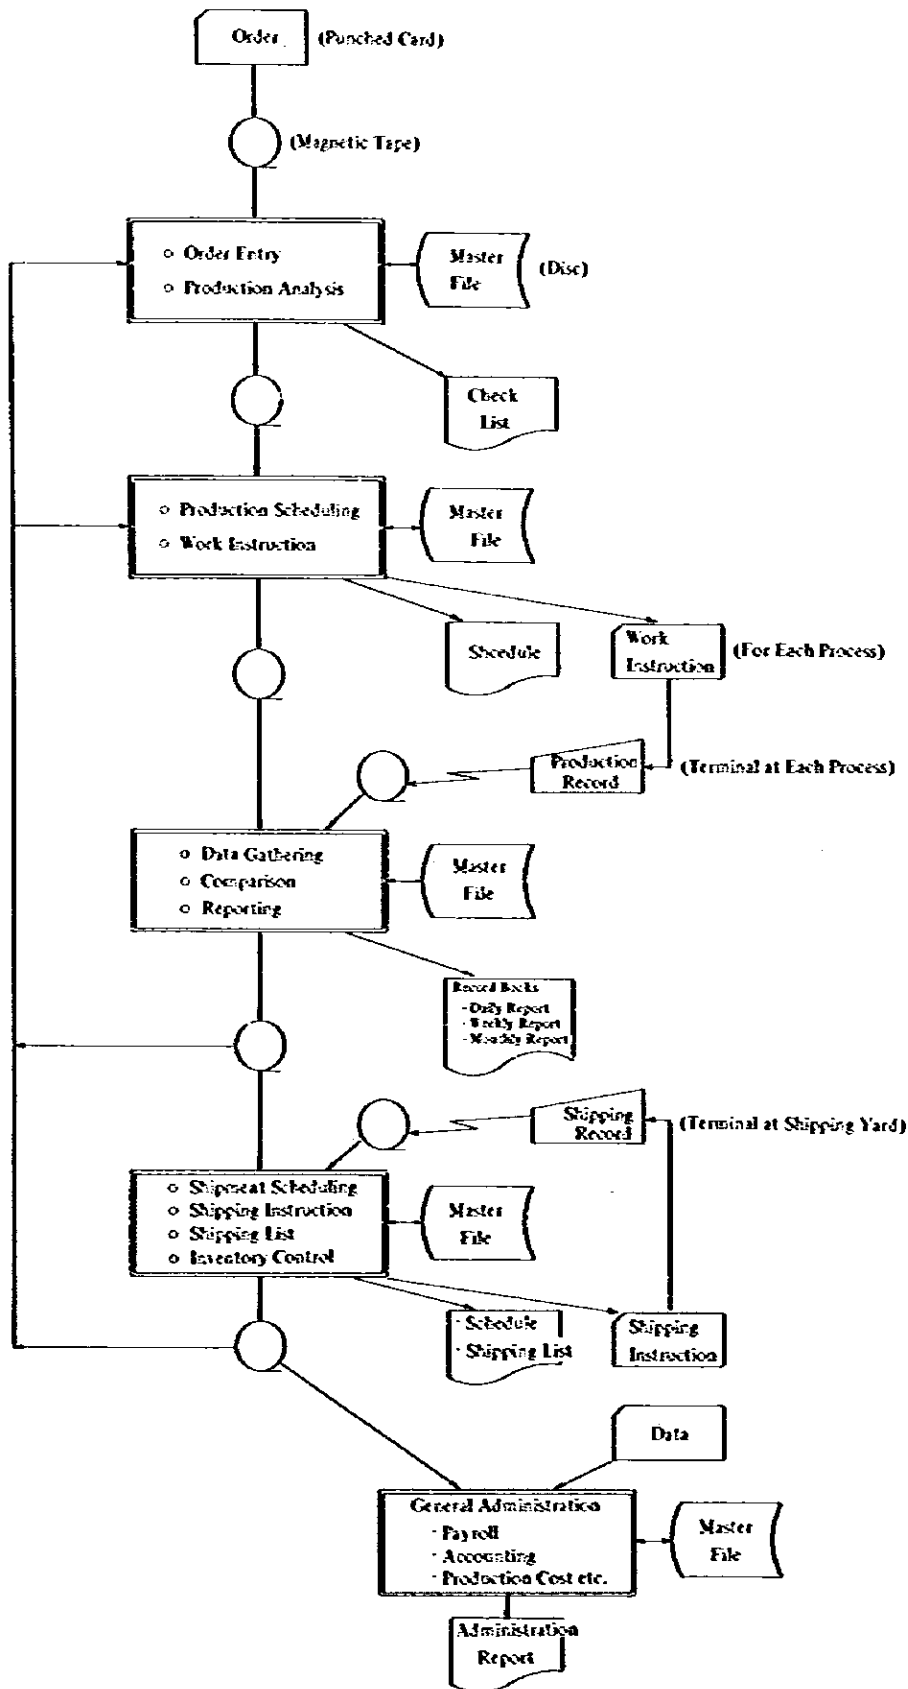 Order
(Punched Card)
(Magnetic Tape)
○ Order Entry
○ Production Analysis
Master
File
(Disc)
Check
List
○ Production Scheduling
○ Work Instruction
Master
File
Shcedule
Work
Instruction
(For Each Process)
Production
Record
(Terminal at Each Process)
○ Data Gathering
○ Comparison
○ Reporting
Master
File
Record Books
- Daily Report
- Weekly Report
- Monthly Report
Shipping
Record
(Terminal at Shipping Yard)
○ Shipment Scheduling
○ Shipping Instruction
○ Shipping List
○ Inventory Control
Master
File
- Schedule
- Shipping List
Shipping
Instruction
Data
General Administration
- Payroll
- Accounting
- Production Cost etc.
Master
File
Administration
Report